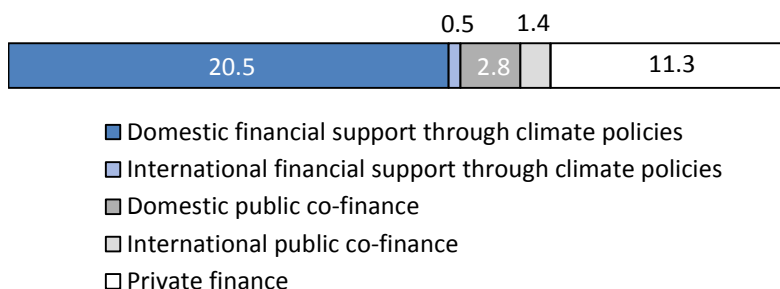 0.5 1.4
20.5 2.8 11.3
Domestic financial support through climate policies
International financial support through climate policies
Domestic public co-finance
International public co-finance
Private finance